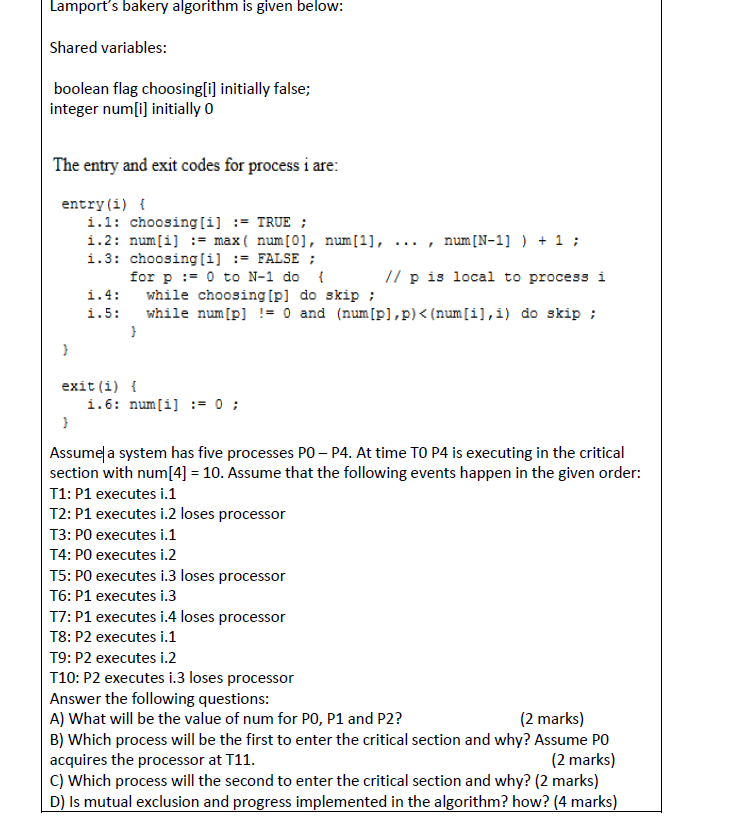 Lamport's bakery algorithm is given below:
Shared variables:
boolean flag choosing[i] initially false;
integer num[i] initially 0
The entry and exit codes for process i are:
entry(i) {
i.1: choosing[i] := TRUE ;
i.2: num[i] := max( num[0], num[1], ... , num[N-1] ) + 1 ;
i.3: choosing[i] := FALSE ;
for p := 0 to N-1 do { // p is local to process i
i.4: while choosing[p] do skip ;
i.5: while num[p] != 0 and (num[p],p)<(num[i],i) do skip ;
}
}
exit(i) {
i.6: num[i] := 0 ;
}
Assume a system has five processes P0 – P4. At time T0 P4 is executing in the critical
section with num[4] = 10. Assume that the following events happen in the given order:
T1: P1 executes i.1
T2: P1 executes i.2 loses processor
T3: P0 executes i.1
T4: P0 executes i.2
T5: P0 executes i.3 loses processor
T6: P1 executes i.3
T7: P1 executes i.4 loses processor
T8: P2 executes i.1
T9: P2 executes i.2
T10: P2 executes i.3 loses processor
Answer the following questions:
A) What will be the value of num for P0, P1 and P2? (2 marks)
B) Which process will be the first to enter the critical section and why? Assume P0
acquires the processor at T11. (2 marks)
C) Which process will the second to enter the critical section and why? (2 marks)
D) Is mutual exclusion and progress implemented in the algorithm? how? (4 marks)